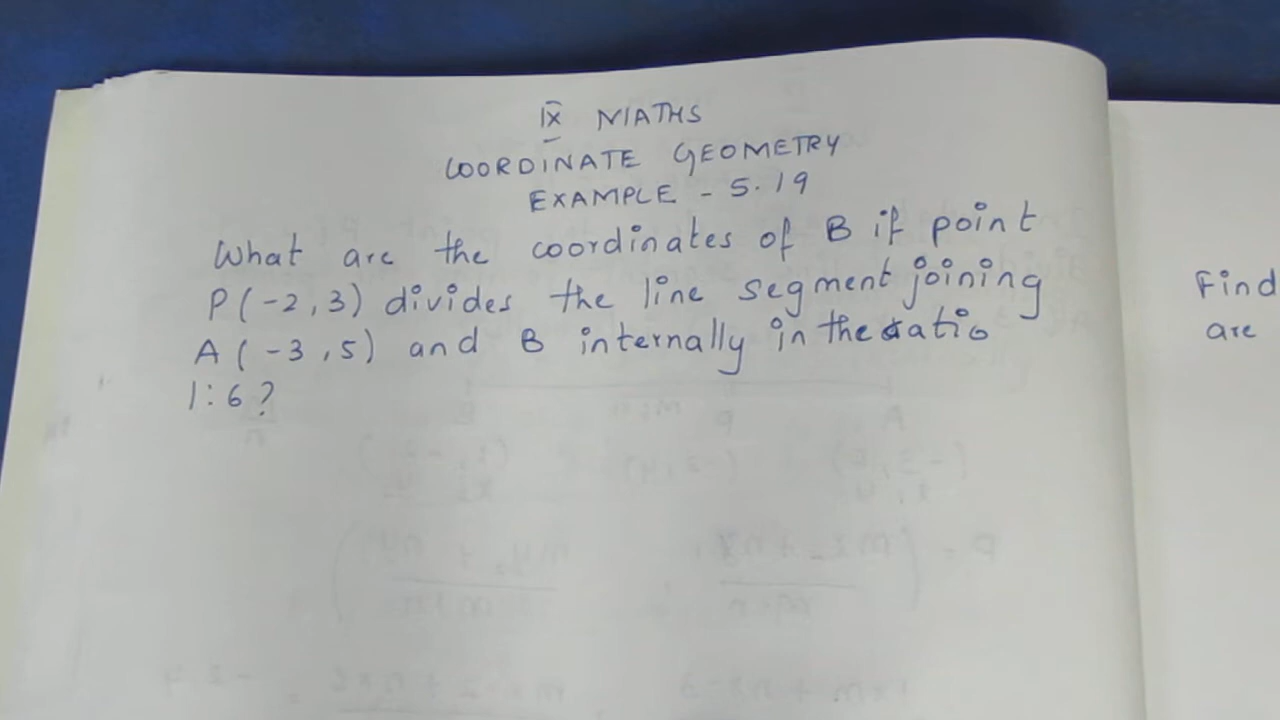 IX MATHS
COORDINATE GEOMETRY
EXAMPLE - 5.19
What are the coordinates of B if point
P(-2,3) divides the line segment joining
A(-3,5) and B internally in the ratio
1:6?
Find
are